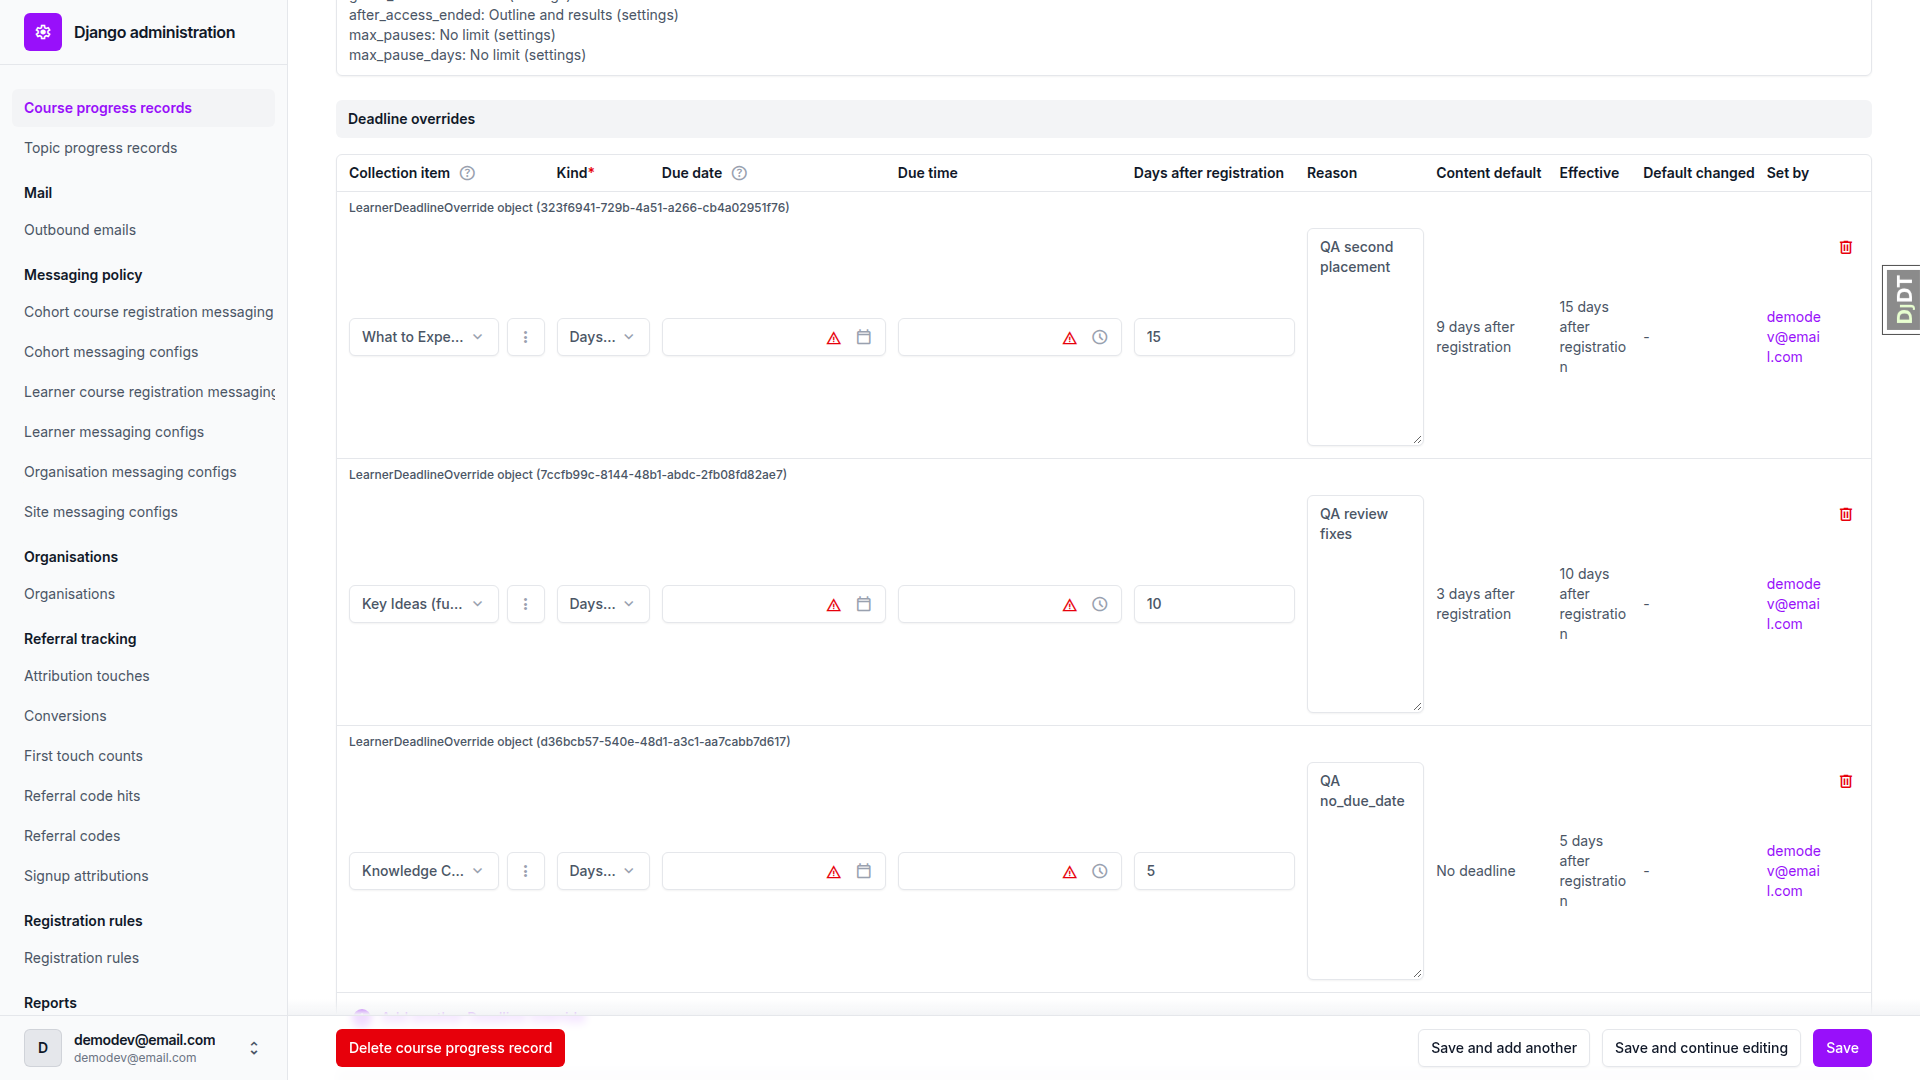 Django administration
Course progress records
Topic progress records
Mail
Outbound emails
Messaging policy
Cohort course registration messaging
Cohort messaging configs
Learner course registration messaging
Learner messaging configs
Organisation messaging configs
Site messaging configs
Organisations
Organisations
Referral tracking
Attribution touches
Conversions
First touch counts
Referral code hits
Referral codes
Signup attributions
Registration rules
Registration rules
Reports
D
demodev@email.com
demodev@email.com
after_access_ended: Outline and results (settings)
max_pauses: No limit (settings)
max_pause_days: No limit (settings)
Deadline overrides
Collection item ? Kind* Due date ? Due time Days after registration Reason Content default Effective Default changed Set by
LearnerDeadlineOverride object (323f6941-729b-4a51-a266-cb4a02951f76)
What to Expe...
Days...
15
QA second
placement
9 days after
registration
15 days
after
registratio
n
-
demode
v@emai
l.com
LearnerDeadlineOverride object (7ccfb99c-8144-48b1-abdc-2fb08fd82ae7)
Key Ideas (fu...
Days...
10
QA review
fixes
3 days after
registration
10 days
after
registratio
n
-
demode
v@emai
l.com
LearnerDeadlineOverride object (d36bcb57-540e-48d1-a3c1-aa7cabb7d617)
Knowledge C...
Days...
5
QA
no_due_date
No deadline
5 days
after
registratio
n
-
demode
v@emai
l.com
Delete course progress record
Save and add another
Save and continue editing
Save
DjDT